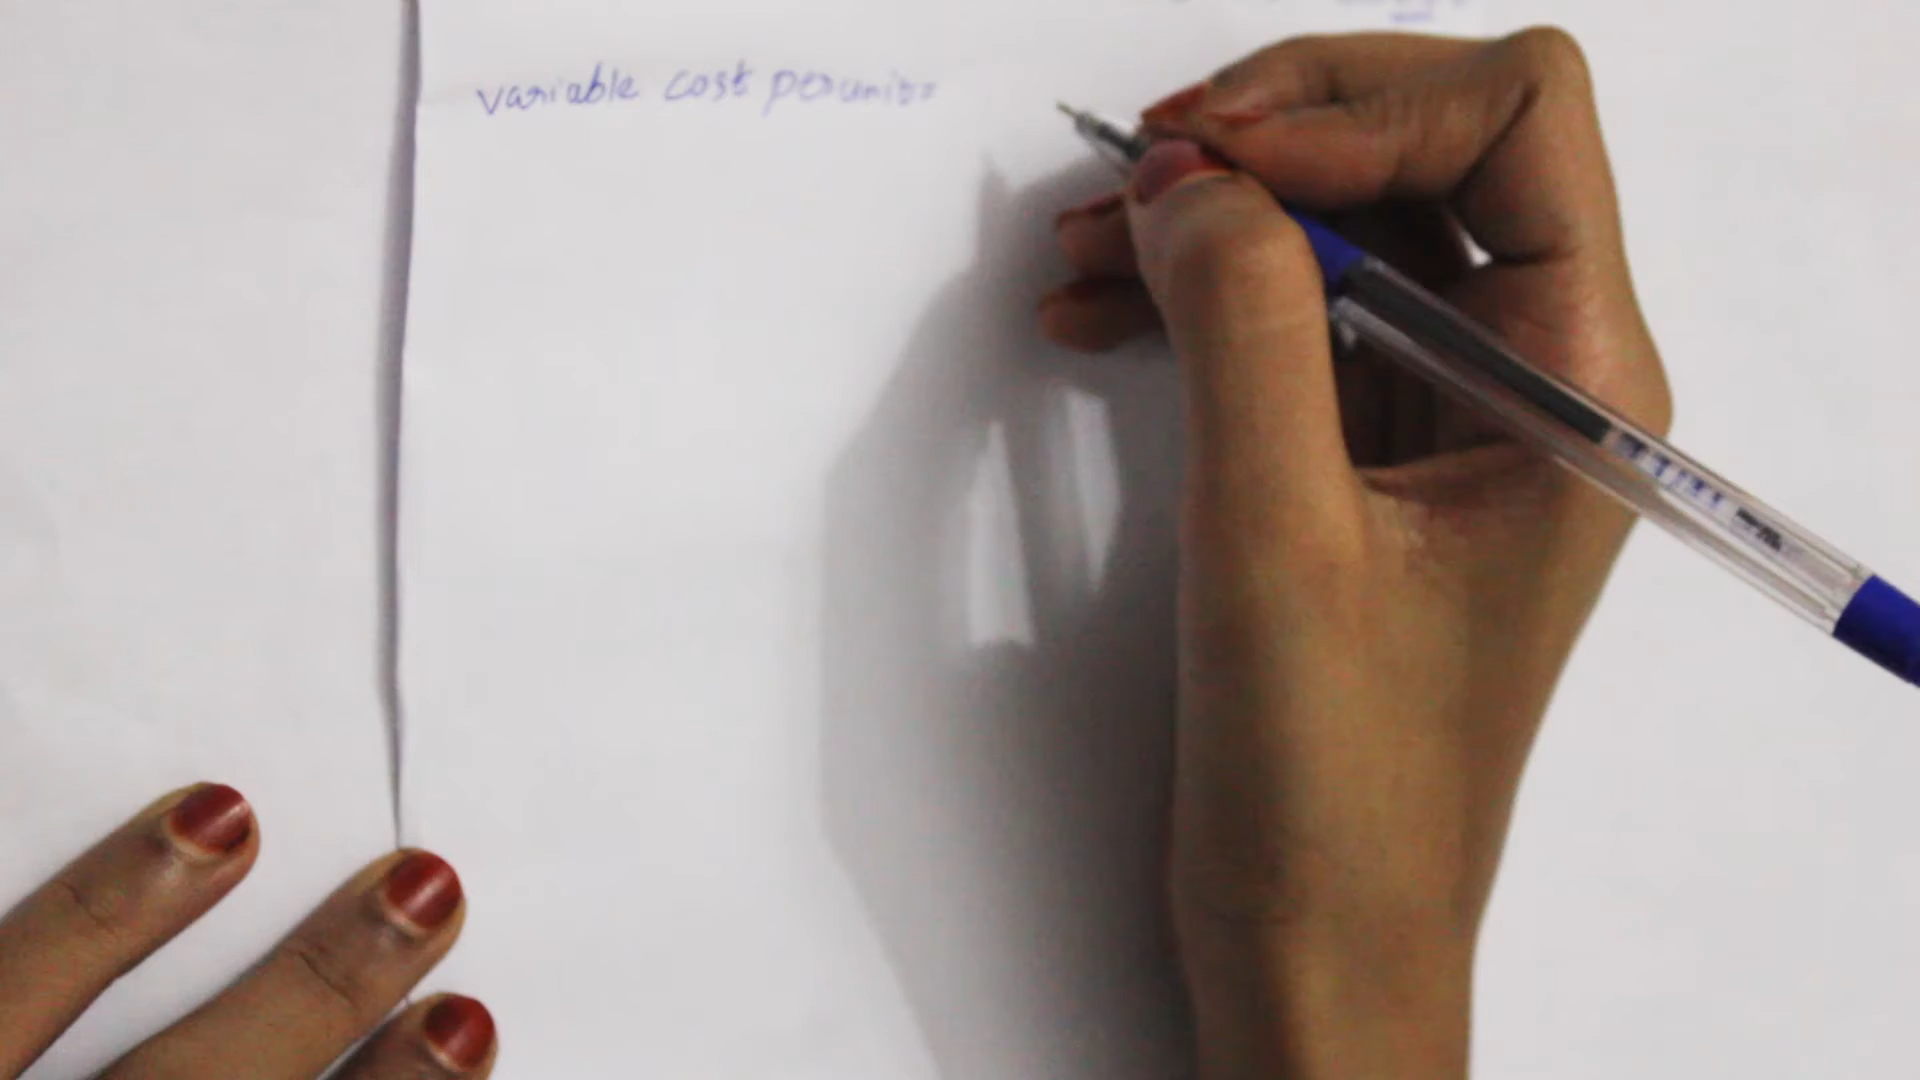 variable cost per unit=